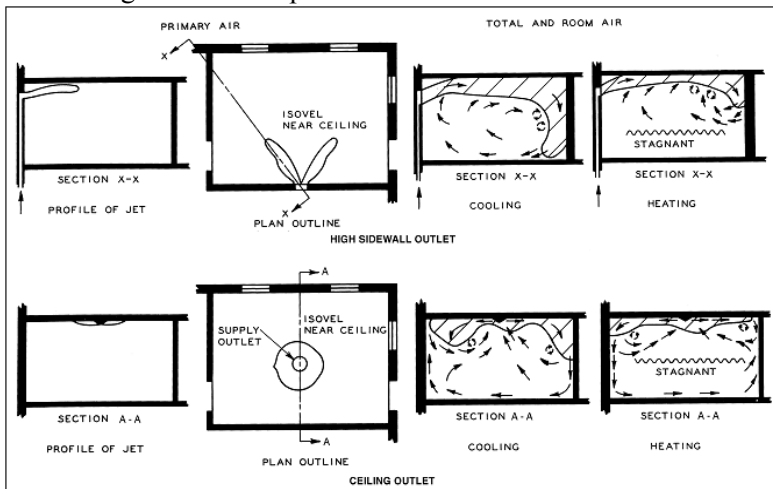 PRIMARY AIR
TOTAL AND ROOM AIR
X
ISOVEL
NEAR CEILING
STAGNANT
SECTION X-X
X
SECTION X-X
SECTION X-X
PROFILE OF JET
PLAN OUTLINE
COOLING
HEATING
HIGH SIDEWALL OUTLET
A
ISOVEL
NEAR CEILING
SUPPLY
OUTLET
STAGNANT
SECTION A-A
A
SECTION A-A
SECTION A-A
PROFILE OF JET
PLAN OUTLINE
COOLING
HEATING
CEILING OUTLET